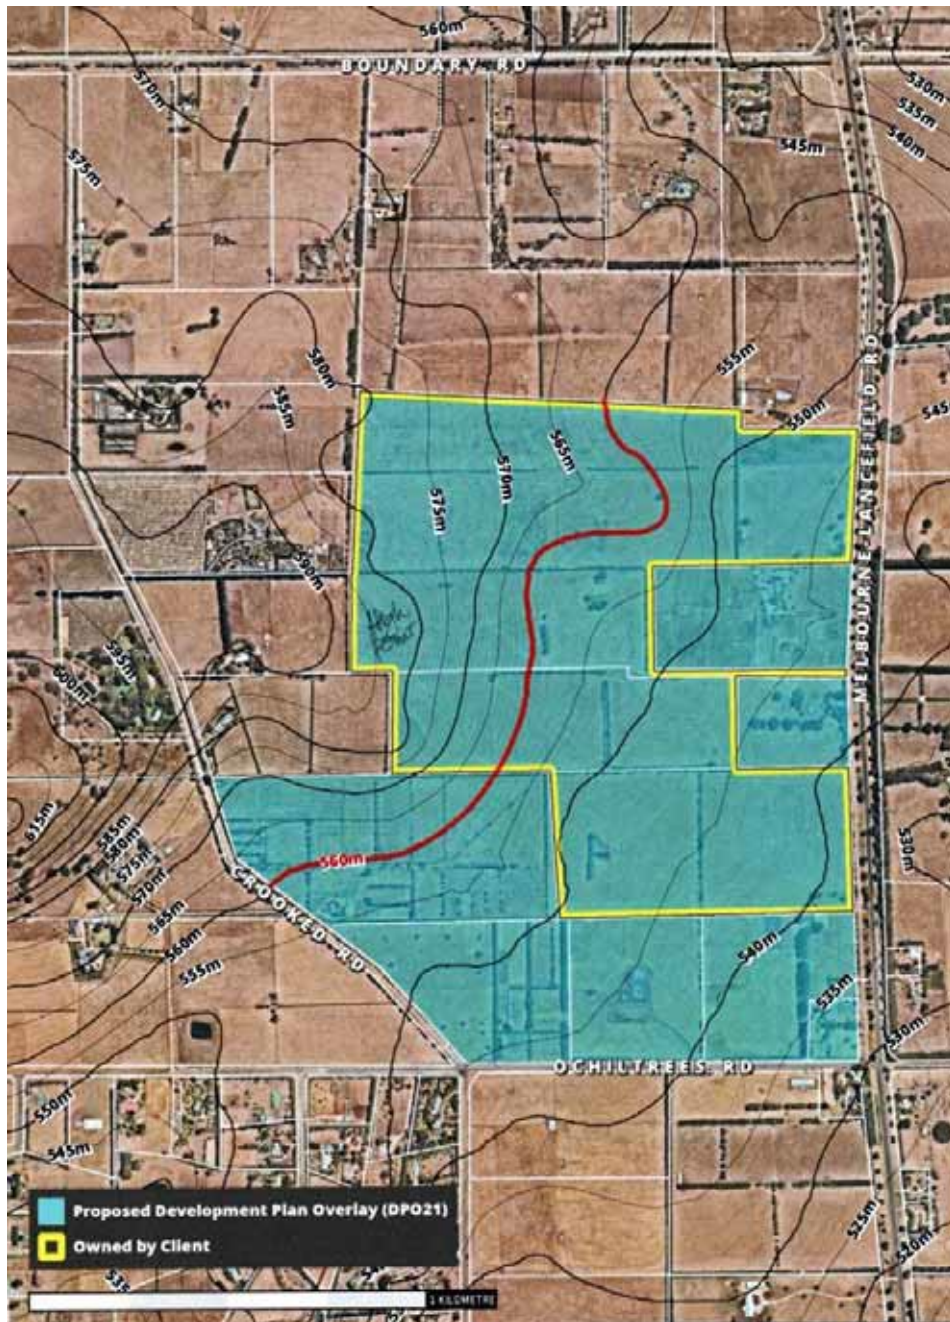 560m
BOUNDARY RD
570m
530m
535m
540m
545m
575m
580m
585m
555m
550m
545
565m
570m
575m
MELBOURNE-LANCEFIELD RD
590m
595m
600m
615m
585m
580m
575m
570m
560m
530m
CROOKED RD
565m
560m
555m
540m
535m
530m
OCHILTREES RD
550m
545m
525m
520m
Proposed Development Plan Overlay (DPO21)
Owned by Client
535
1 KILOMETRE